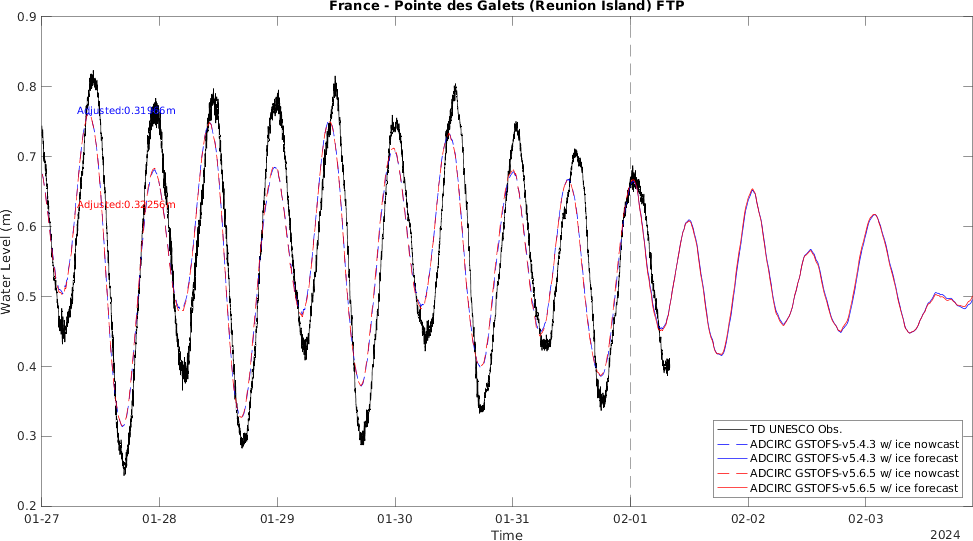 France - Pointe des Galets (Reunion Island) FTP
0.9
0.8
0.7
0.6
0.5
0.4
0.3
0.2
Water Level (m)
Adjusted:0.32256m
TD UNESCO Obs.
ADCIRC GSTOFS-v5.4.3 w/ ice nowcast
ADCIRC GSTOFS-v5.4.3 w/ ice forecast
ADCIRC GSTOFS-v5.6.5 w/ ice nowcast
ADCIRC GSTOFS-v5.6.5 w/ ice forecast
01-27 01-28 01-29 01-30 01-31 02-01 02-02 02-03
Time
2024